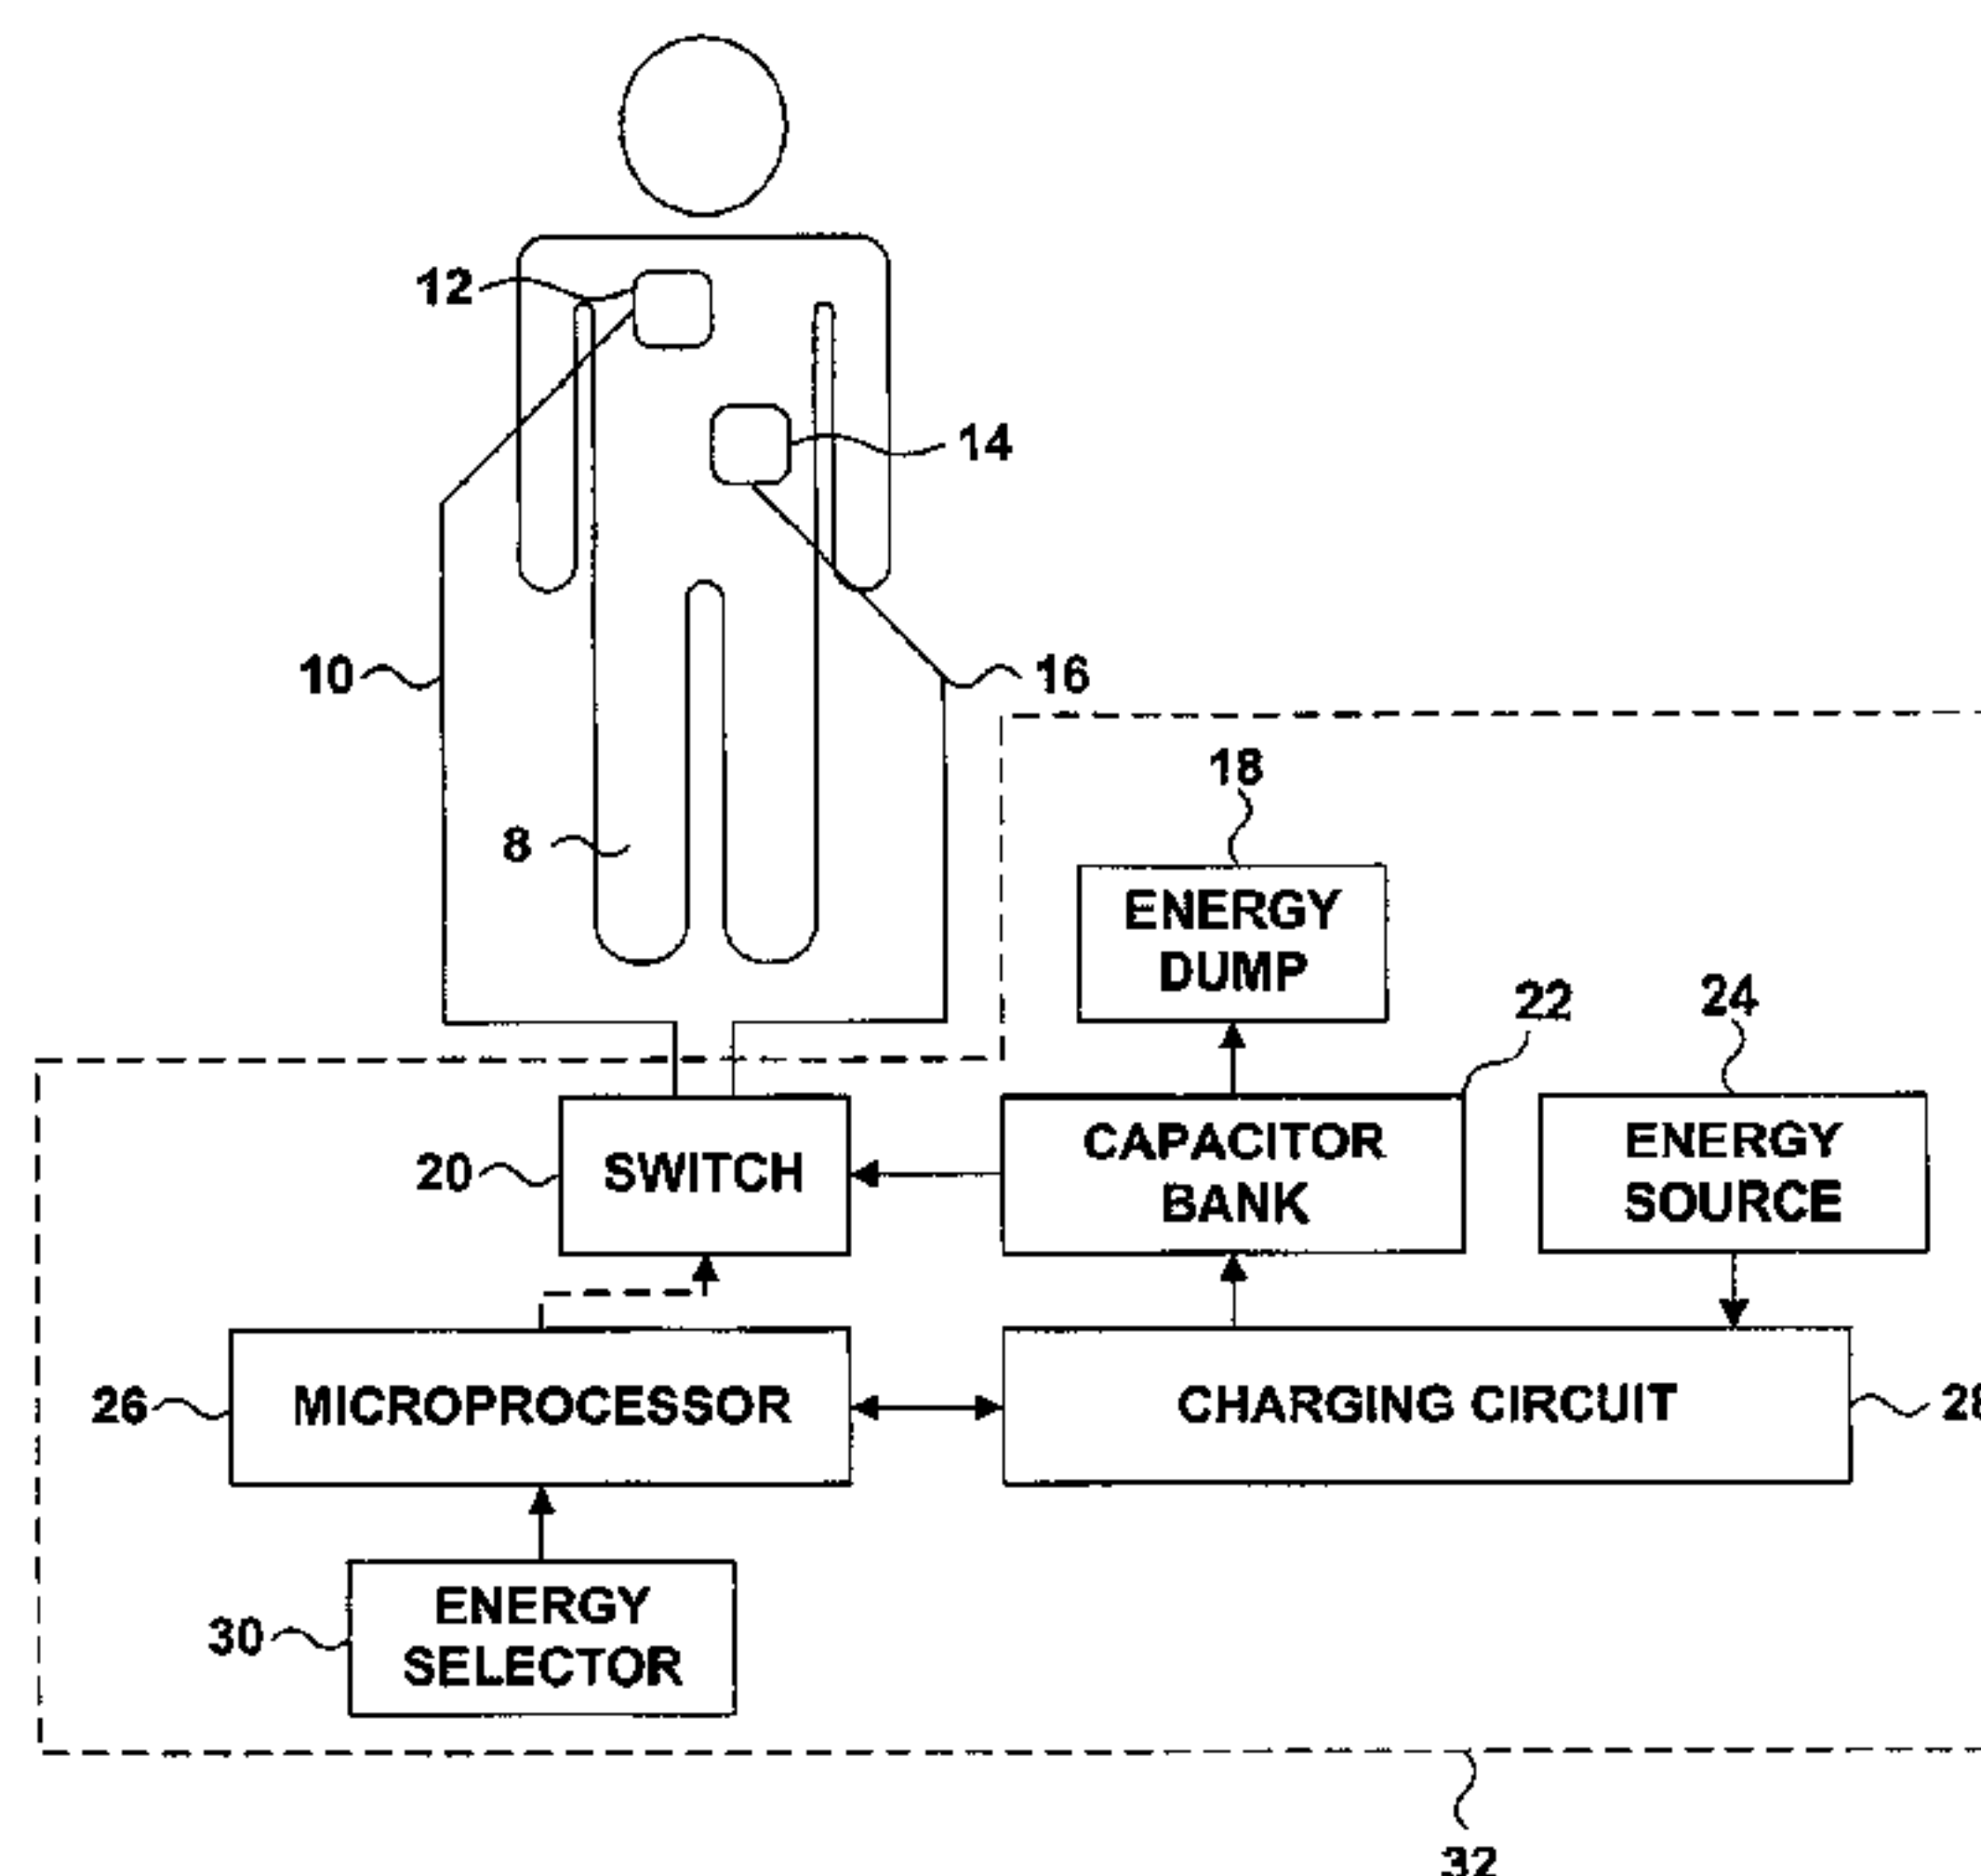 12
14
10
16
18
8
ENERGY
DUMP
22
24
CAPACITOR
BANK
ENERGY
SOURCE
20
SWITCH
26
MICROPROCESSOR
CHARGING CIRCUIT
28
30
ENERGY
SELECTOR
32